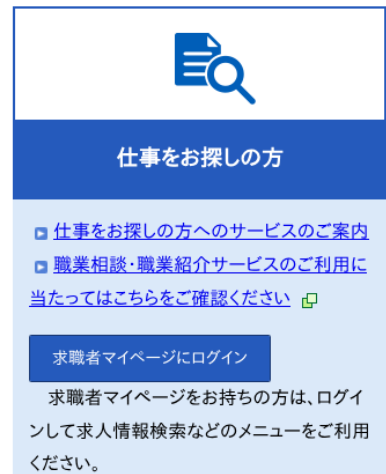 仕事をお探しの方
仕事をお探しの方へのサービスのご案内
職業相談・職業紹介サービスのご利用に
当たってはこちらをご確認ください
求職者マイページにログイン
求職者マイページをお持ちの方は、ログイ
ンして求人情報検索などのメニューをご利用
ください。